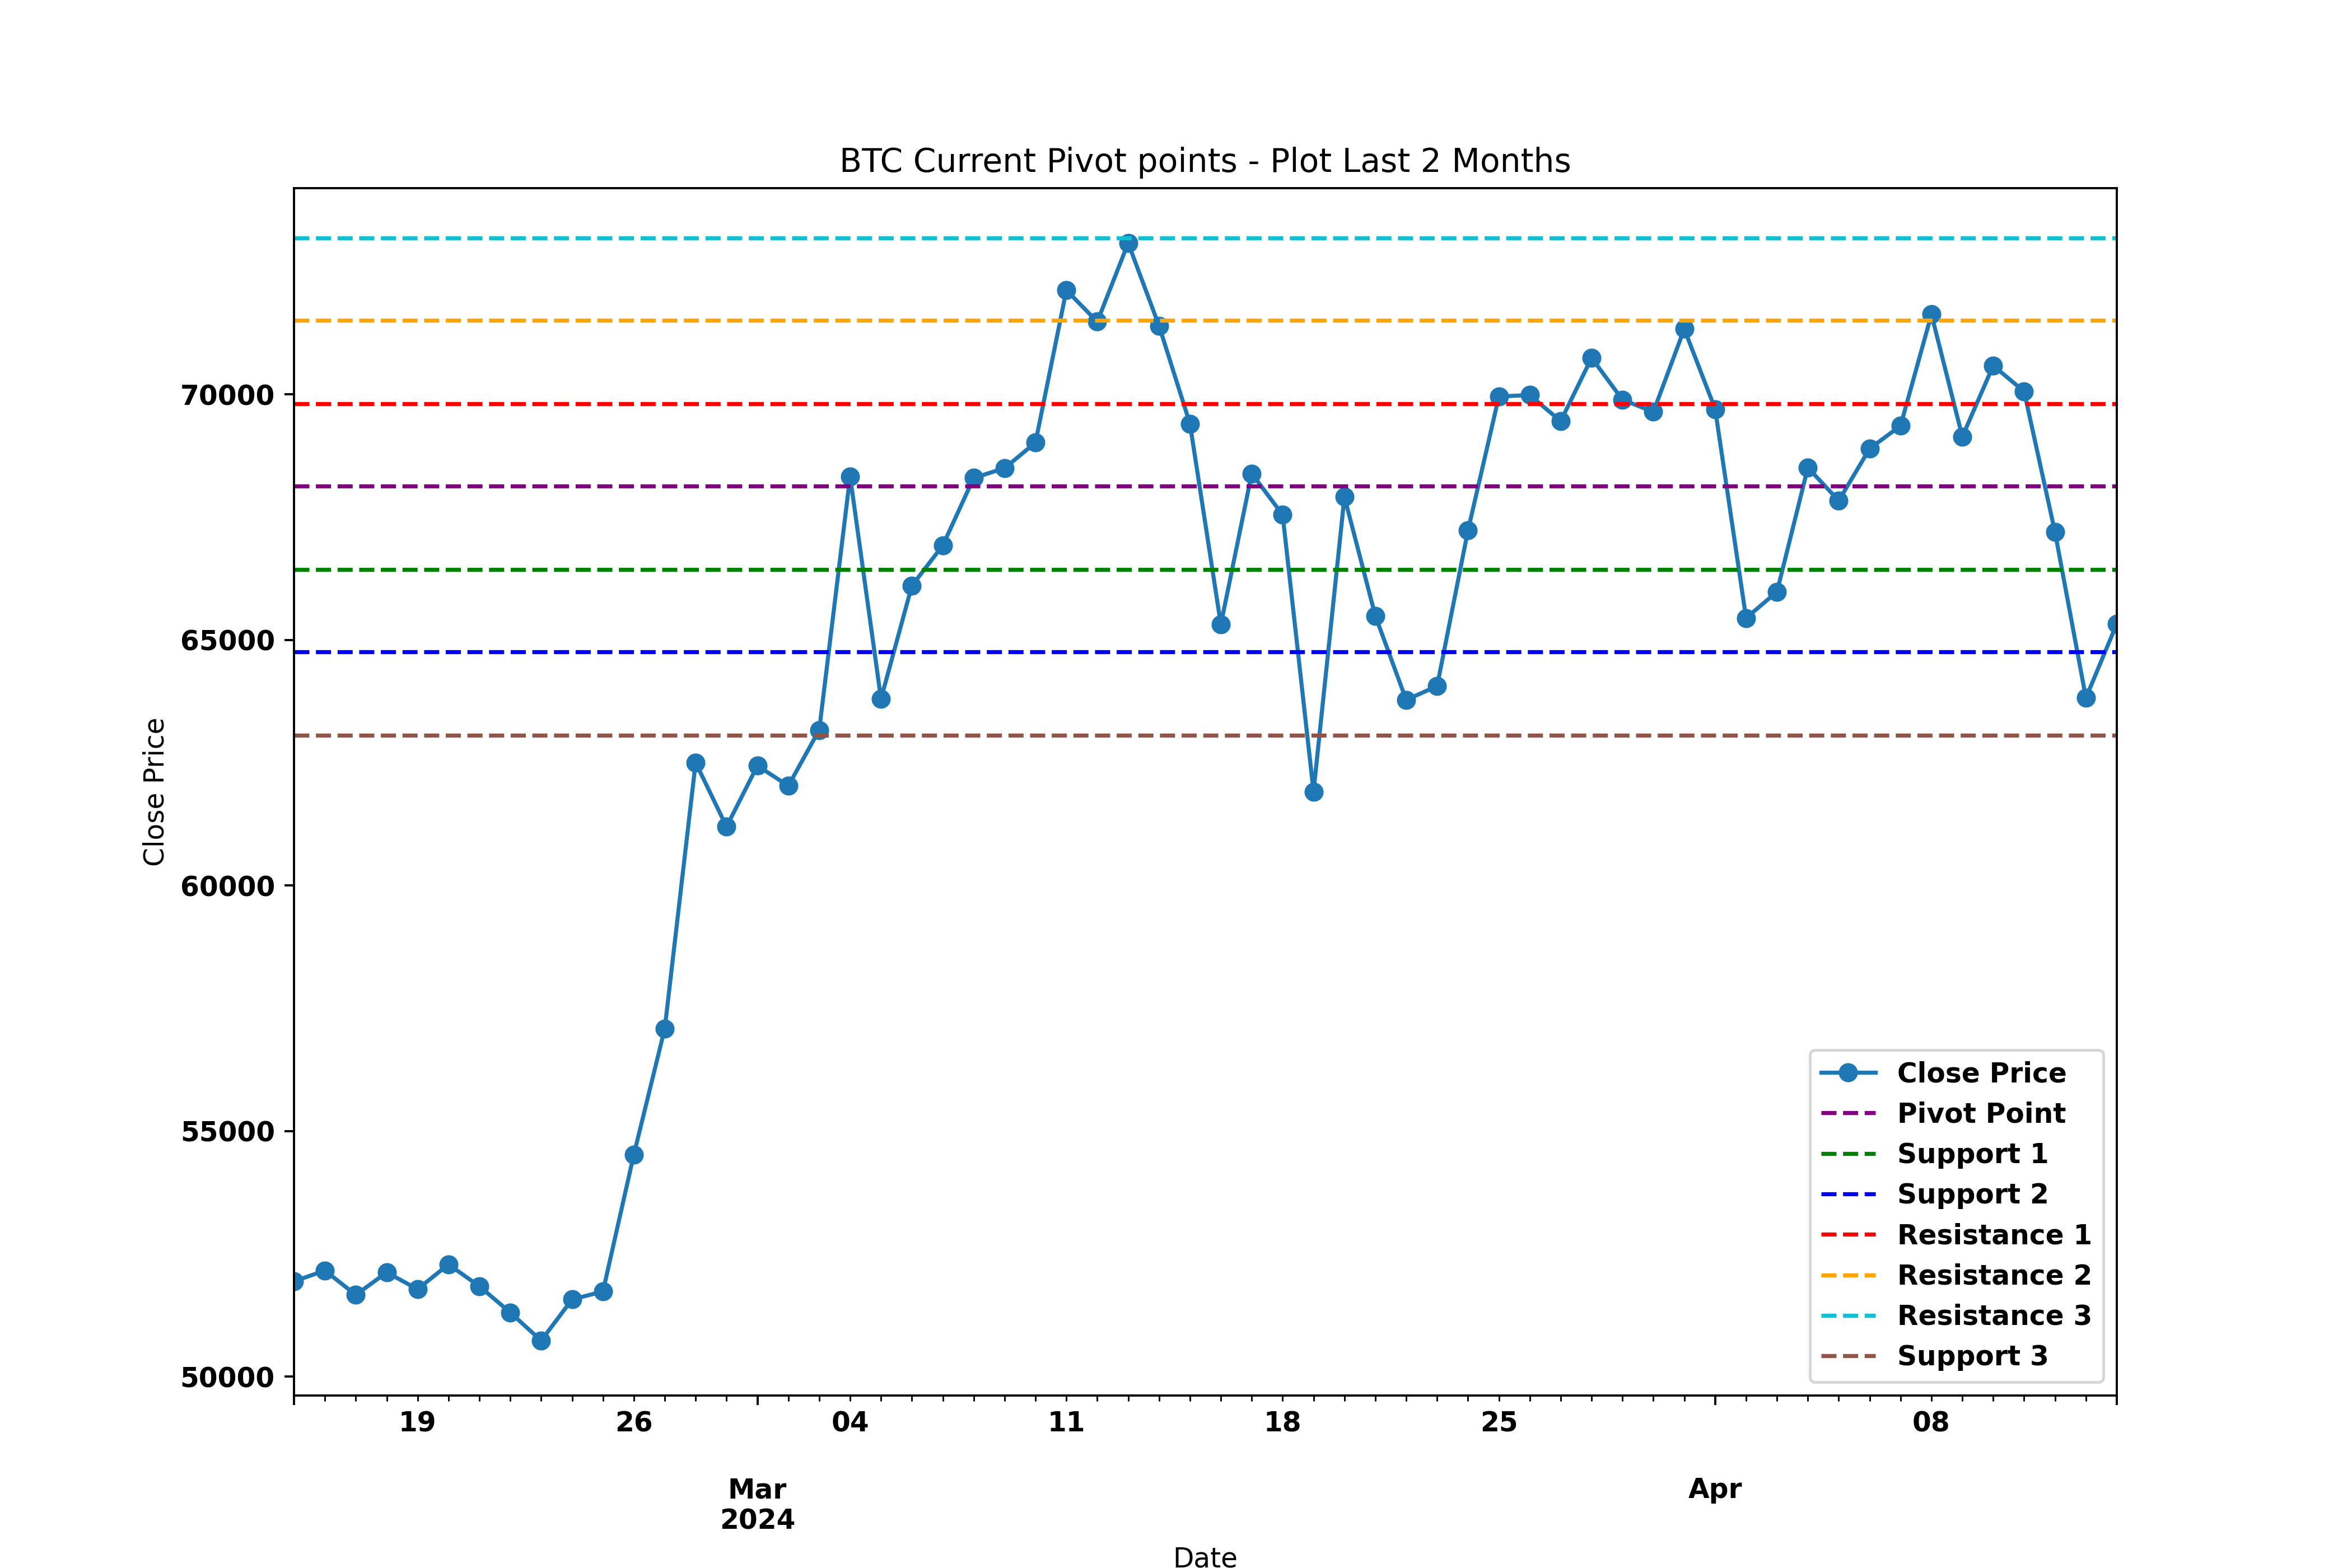 BTC Current Pivot points - Plot Last 2 Months
70000
65000
60000
55000
50000
Close Price
Close Price
Pivot Point
Support 1
Support 2
Resistance 1
Resistance 2
Resistance 3
Support 3
19 26 04 11 18 25 08
Mar Apr
2024
Date